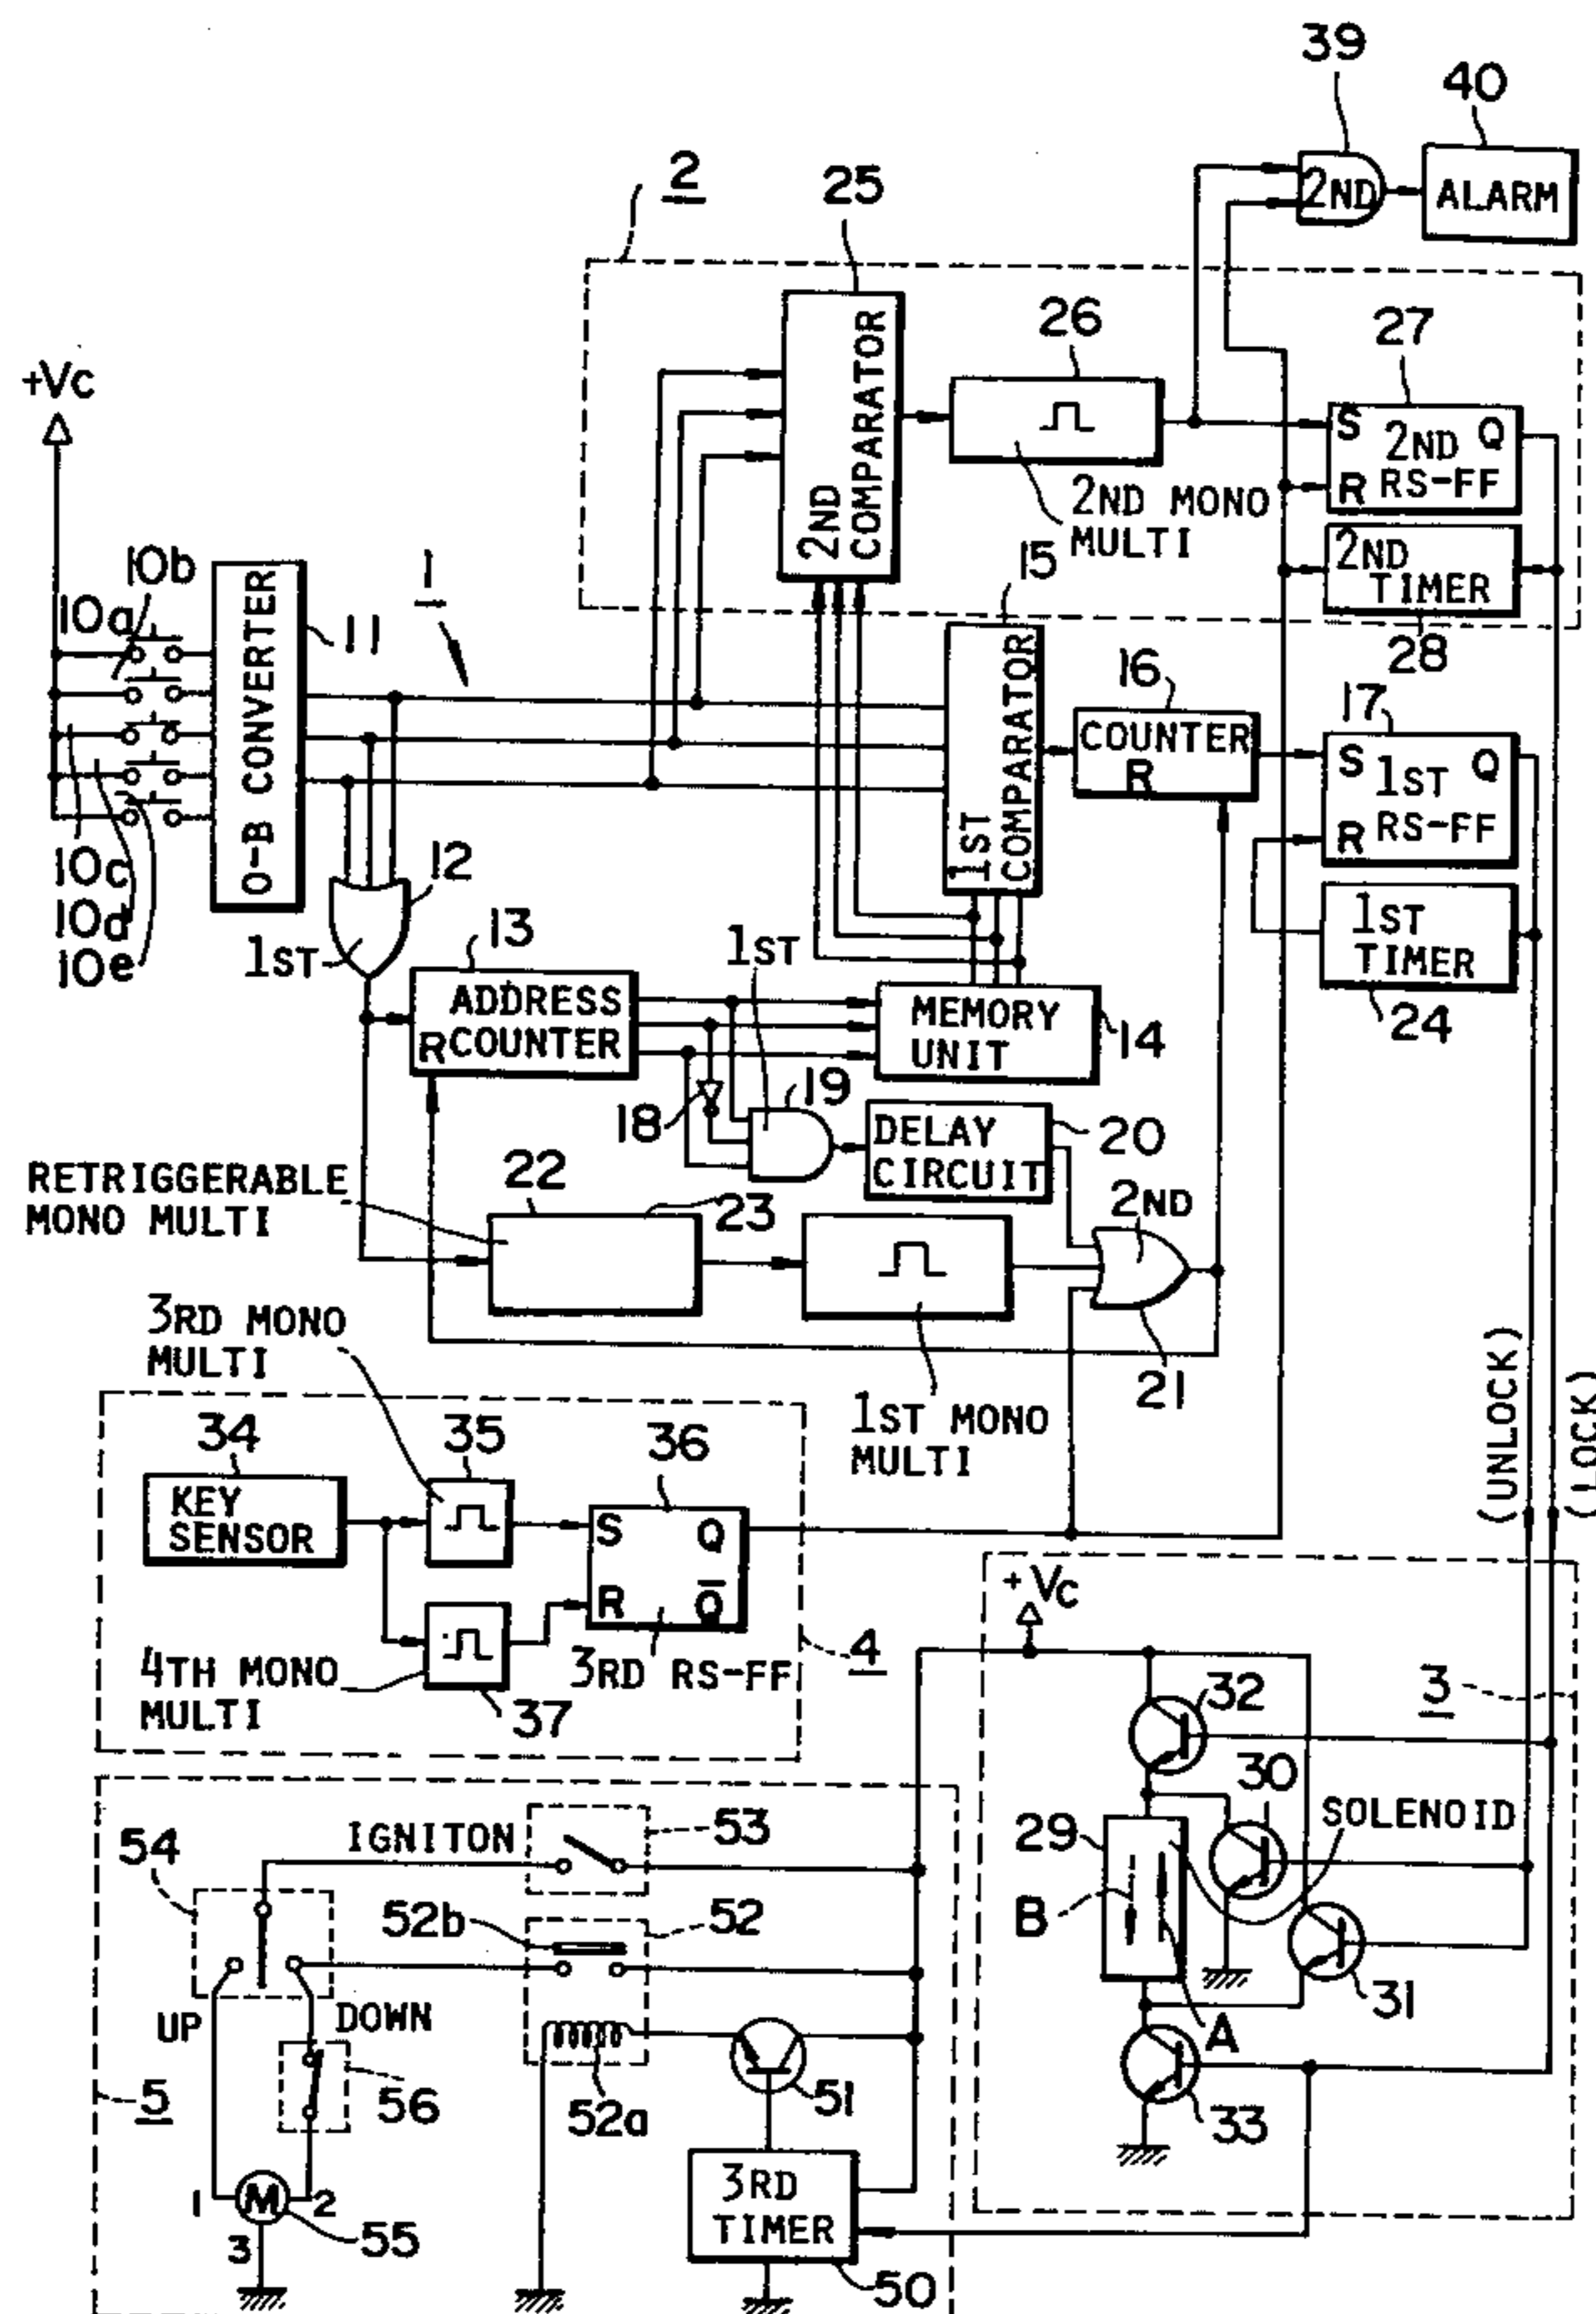 39
40
2ND
ALARM
2
25
26
27
+Vc
2ND COMPARATOR
S 2ND Q
R RS-FF
2ND MONO
MULTI
2ND
TIMER
28
10b
10a
O-B CONVERTER
11
1
15
1ST COMPARATOR
16
COUNTER
R
17
S 1ST Q
R RS-FF
10c
10d
10e
12
1ST
13
ADDRESS
R COUNTER
1ST
MEMORY
UNIT
14
1ST
TIMER
24
18
19
DELAY
CIRCUIT
20
RETRIGGERABLE
MONO MULTI
22
23
2ND
21
3RD MONO
MULTI
1ST MONO
MULTI
(UNLOCK)
(LOCK)
34
35
36
KEY
SENSOR
S Q
R Q̅
3RD RS-FF
4TH MONO
MULTI
37
4
+Vc
3
32
30
29
SOLENOID
B
A
31
33
IGNITON
53
54
52b
52
UP
DOWN
56
5
52a
51
1
M
2
3
55
3RD
TIMER
50